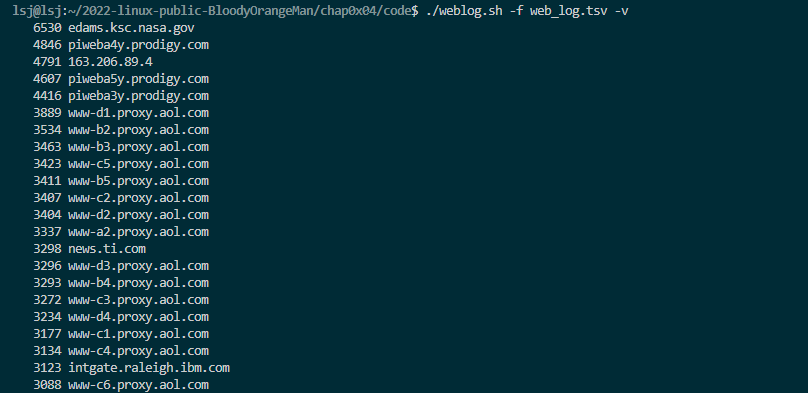 lsj@lsj:~/2022-linux-public-BloodyOrangeMan/chap0x04/code$ ./weblog.sh -f web_log.tsv -v
6530 edams.ksc.nasa.gov
4846 piweba4y.prodigy.com
4791 163.206.89.4
4607 piweba5y.prodigy.com
4416 piweba3y.prodigy.com
3889 www-d1.proxy.aol.com
3534 www-b2.proxy.aol.com
3463 www-b3.proxy.aol.com
3423 www-c5.proxy.aol.com
3411 www-b5.proxy.aol.com
3407 www-c2.proxy.aol.com
3404 www-d2.proxy.aol.com
3337 www-a2.proxy.aol.com
3298 news.ti.com
3296 www-d3.proxy.aol.com
3293 www-b4.proxy.aol.com
3272 www-c3.proxy.aol.com
3234 www-d4.proxy.aol.com
3177 www-c1.proxy.aol.com
3134 www-c4.proxy.aol.com
3123 intgate.raleigh.ibm.com
3088 www-c6.proxy.aol.com